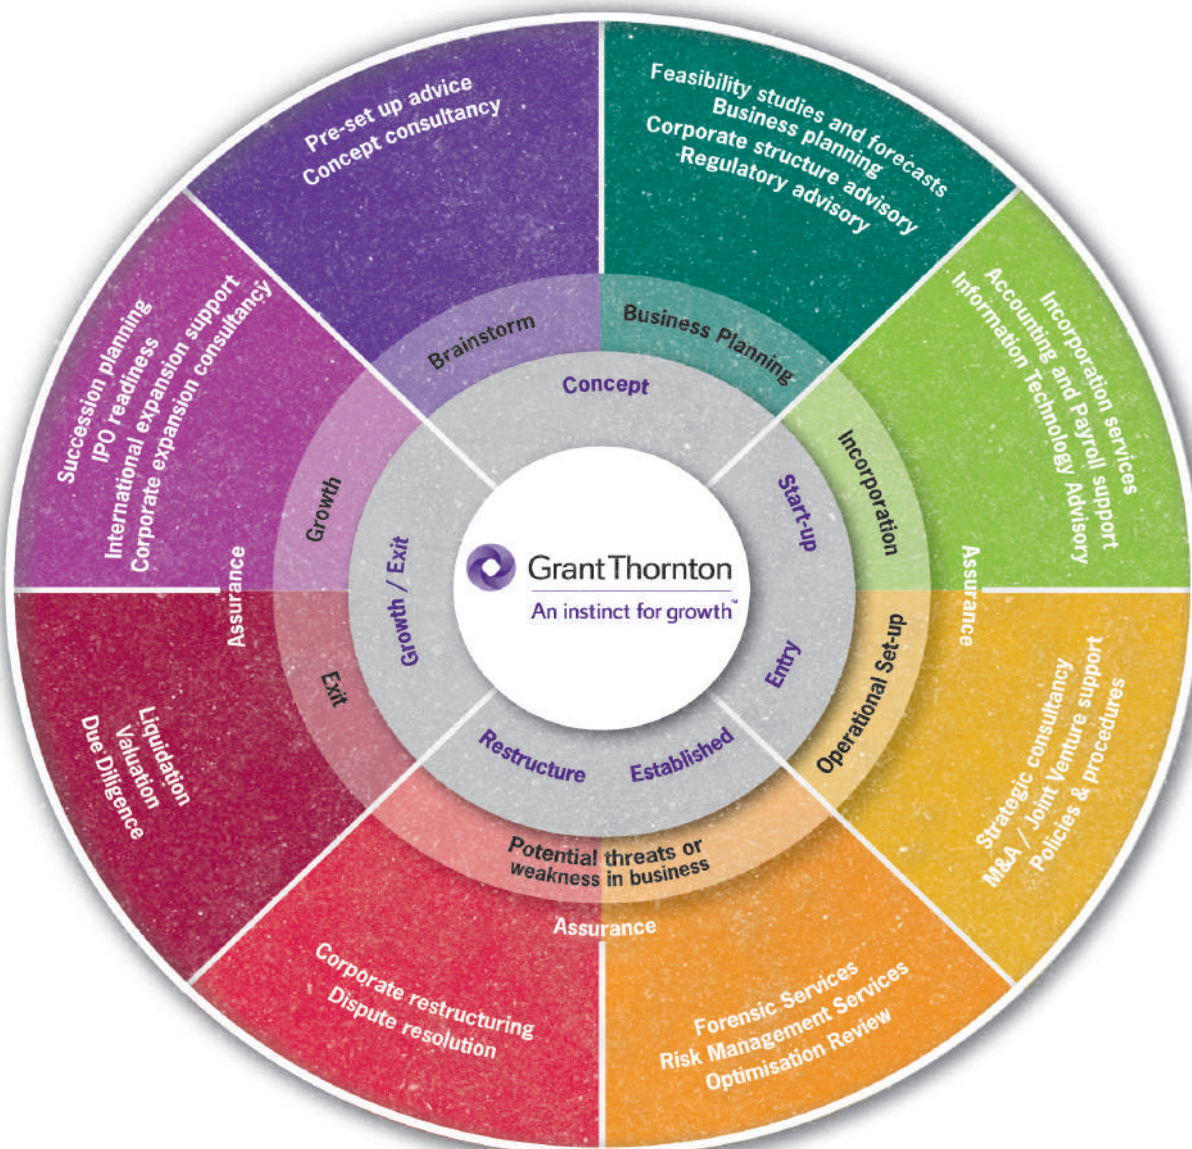 Pre-set up advice
Concept consultancy
Feasibility studies and forecasts
Business planning
Corporate structure advisory
Regulatory advisory
Incorporation services
Accounting and Payroll support
Information Technology Advisory
Strategic consultancy
M&A / Joint Venture support
Policies & procedures
Forensic Services
Risk Management Services
Optimisation Review
Corporate restructuring
Dispute resolution
Liquidation
Valuation
Due Diligence
Succession planning
IPO readiness
International expansion support
Corporate expansion consultancy
Assurance
Assurance
Assurance
Brainstorm
Business Planning
Incorporation
Operational Set-up
Potential threats or
weakness in business
Exit
Growth
Concept
Start-up
Entry
Established
Restructure
Growth / Exit
Grant Thornton
An instinct for growth™